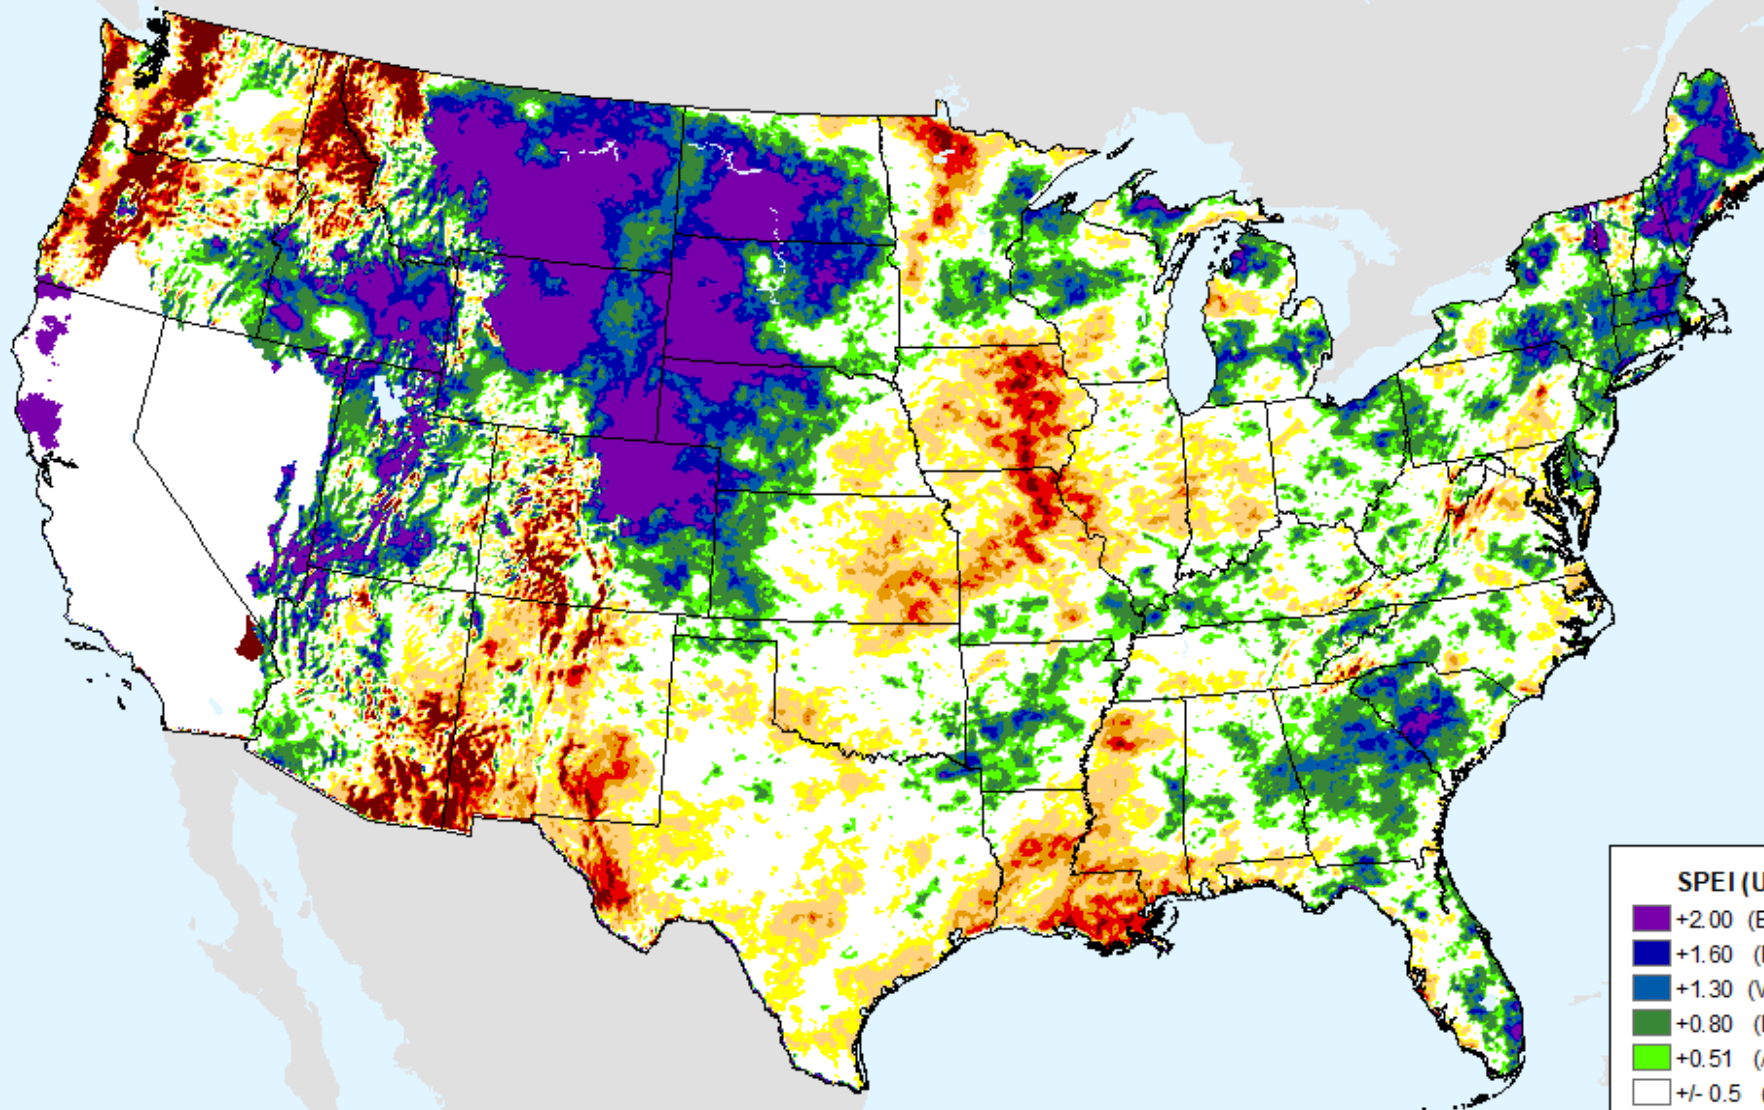 SPEI (U
+2.00 (E
+1.60 (
+1.30 (V
+0.80 (
+0.51 (
+/- 0.5 (